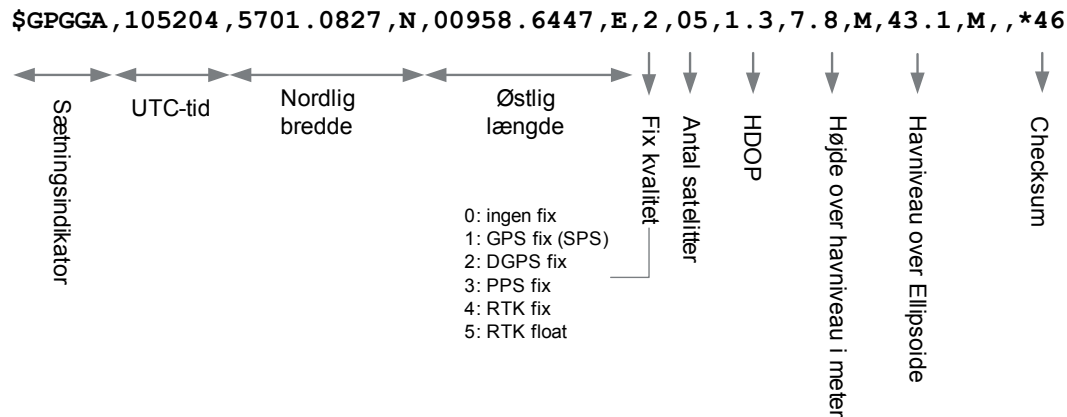 $GPGGA,105204,5701.0827,N,00958.6447,E,2,05,1.3,7.8,M,43.1,M,,*46
Sætningsindikator
UTC-tid
Nordlig
bredde
Østlig
længde
Fix kvalitet
Antal satelitter
HDOP
Højde over havniveau i meter
Havniveau over Ellipsoide
Checksum
0: ingen fix
1: GPS fix (SPS)
2: DGPS fix
3: PPS fix
4: RTK fix
5: RTK float